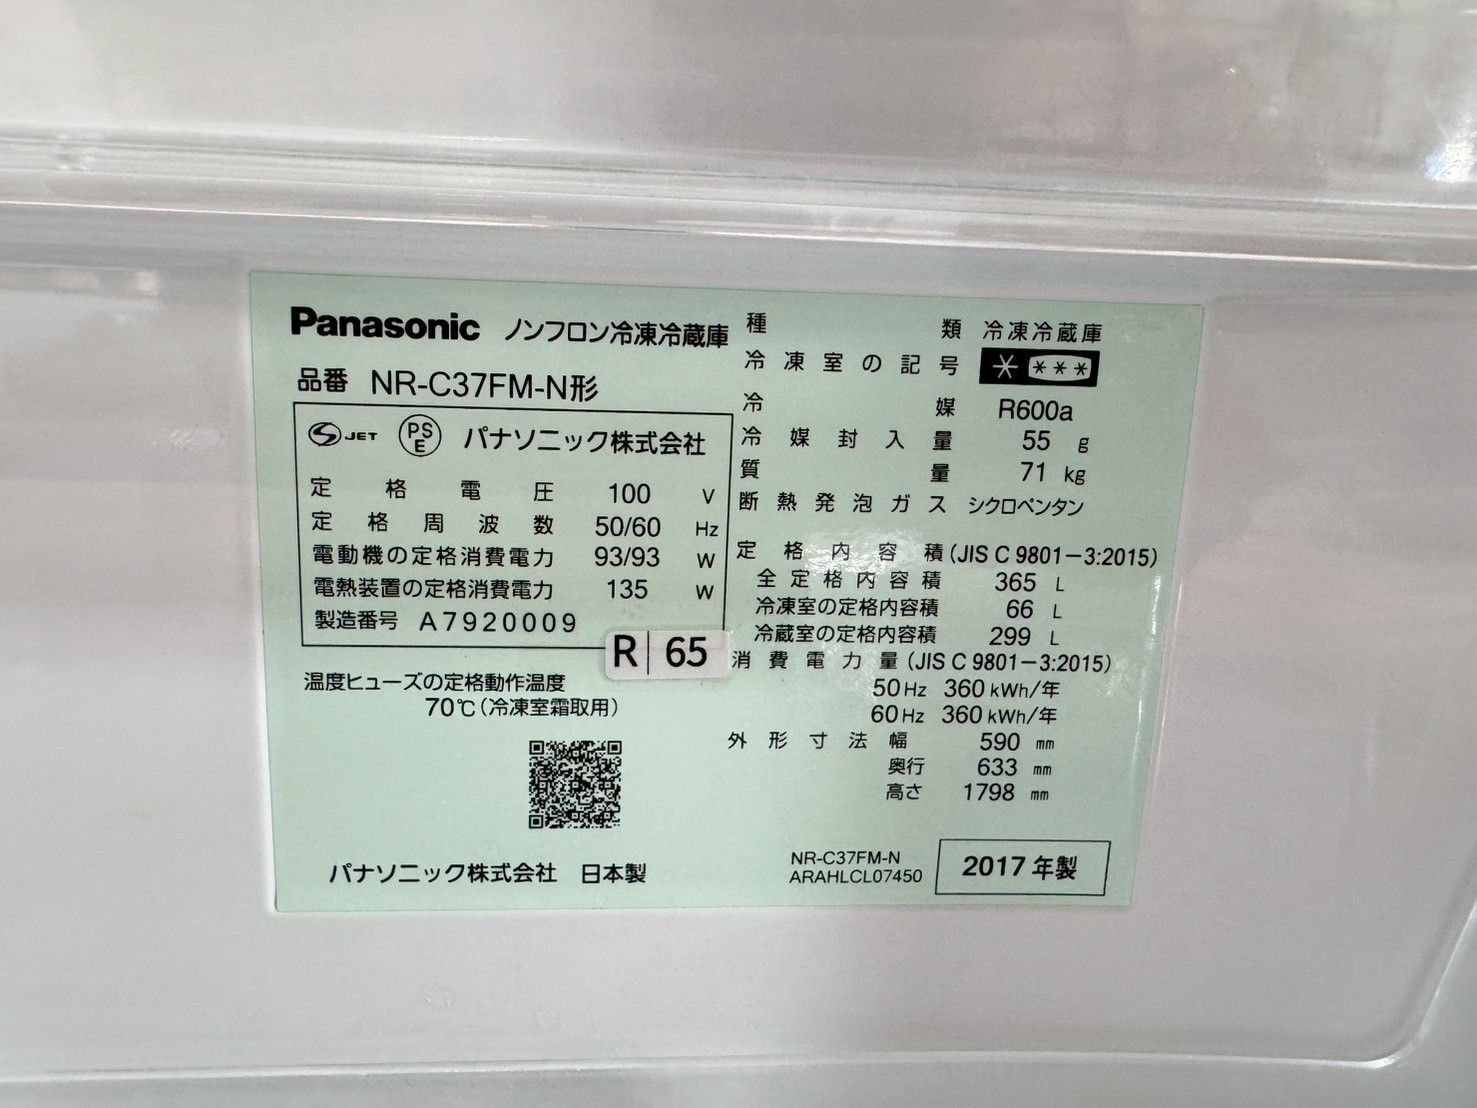 Panasonic ノンフロン冷凍冷蔵庫
品番 NR-C37FM-N形
S JET PSE パナソニック株式会社
定格電圧 100 V
定格周波数 50/60 Hz
電動機の定格消費電力 93/93 W
電熱装置の定格消費電力 135 W
製造番号 A7920009
R 65
温度ヒューズの定格動作温度
70℃(冷凍室霜取用)
パナソニック株式会社 日本製
種類 冷凍冷蔵庫
冷凍室の記号 * ***
冷媒 R600a
冷媒封入量 55 g
質量 71 kg
断熱発泡ガス シクロペンタン
定格内容積(JIS C 9801-3:2015)
全定格内容積 365 L
冷凍室の定格内容積 66 L
冷蔵室の定格内容積 299 L
消費電力量(JIS C 9801-3:2015)
50Hz 360 kWh/年
60Hz 360 kWh/年
外形寸法幅 590 mm
奥行 633 mm
高さ 1798 mm
NR-C37FM-N
ARAHLCL07450
2017年製